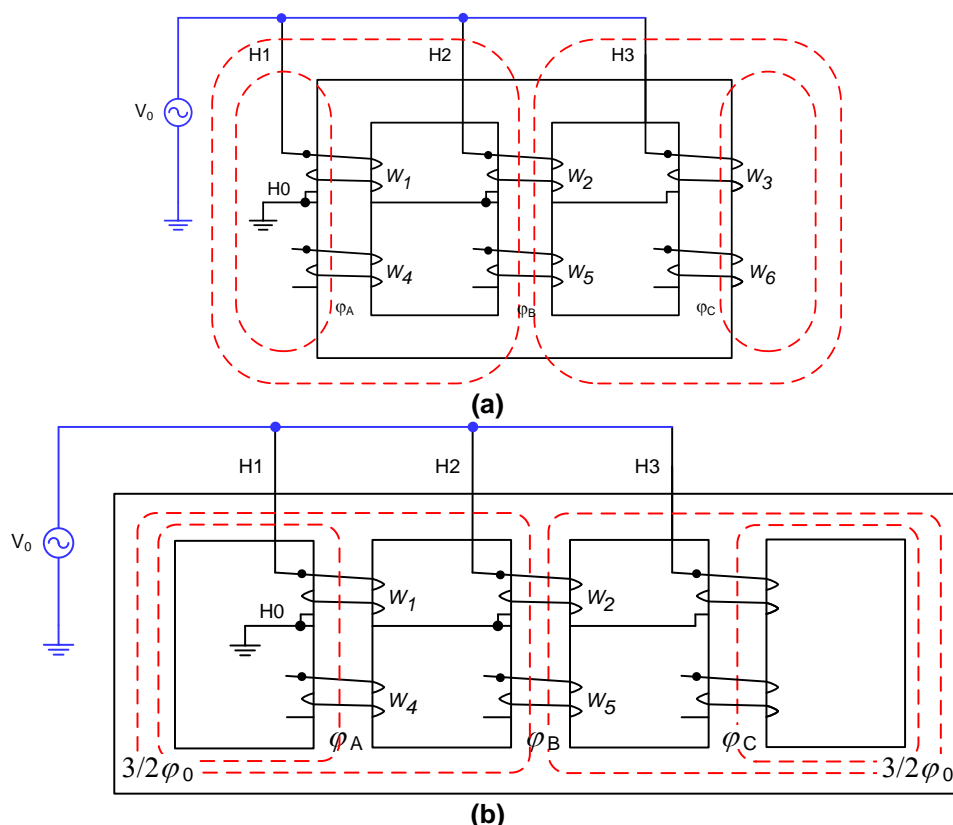 H1 H2 H3
V₀
W₁ W₂ W₃
H0
W₄ W₅ W₆
φA φB φC
(a)
H1 H2 H3
V₀
W₁ W₂
H0
W₄ W₅
φA φB φC
3/2φ₀ 3/2φ₀
(b)